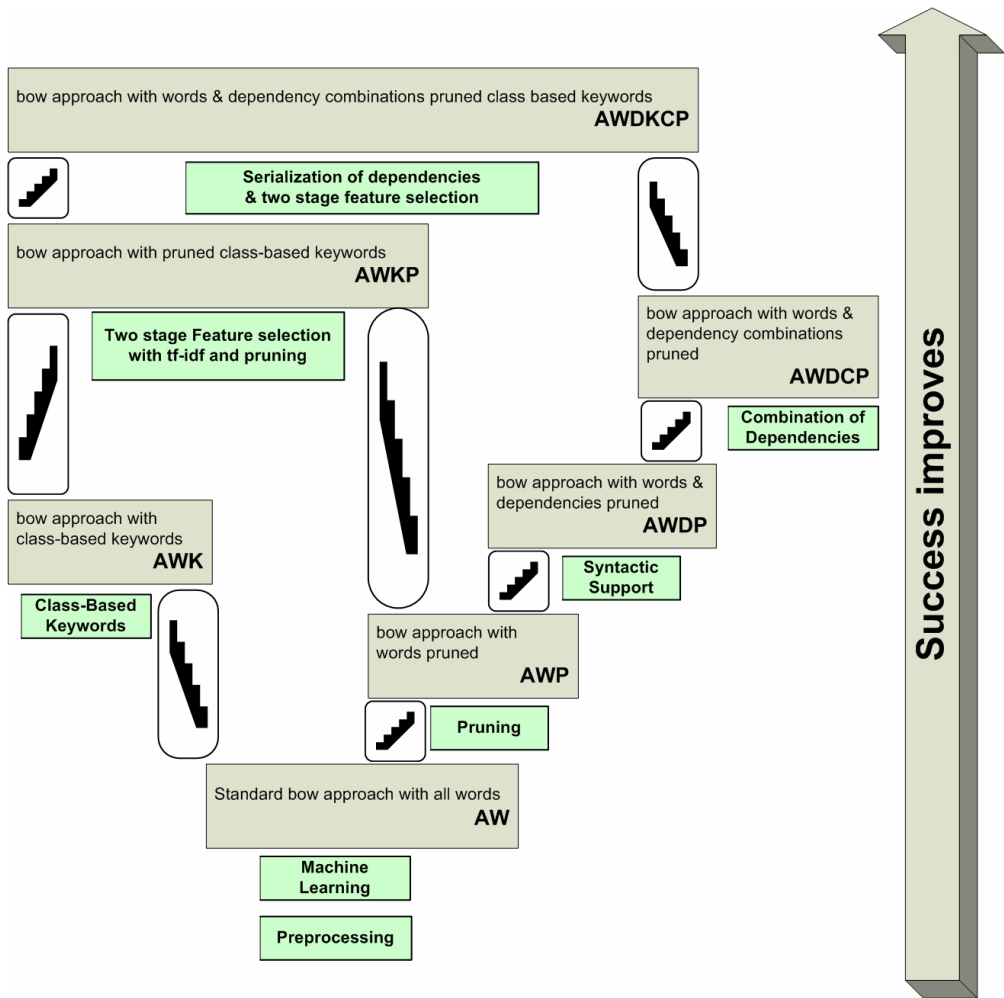 bow approach with words & dependency combinations pruned class based keywords
AWDKCP
Serialization of dependencies
& two stage feature selection
bow approach with pruned class-based keywords
AWKP
Two stage Feature selection
with tf-idf and pruning
bow approach with words &
dependency combinations
pruned
AWDCP
Combination of
Dependencies
bow approach with words &
dependencies pruned
AWDP
bow approach with
class-based keywords
AWK
Syntactic
Support
Class-Based
Keywords
bow approach with
words pruned
AWP
Pruning
Standard bow approach with all words
AW
Machine
Learning
Preprocessing
Success improves